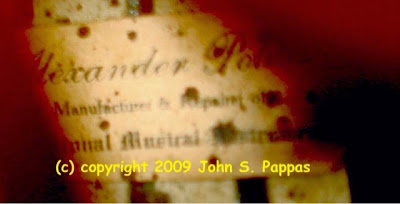 Alexander
Manufacturer & Repairer of
Musical
(c) copyright 2009 John S. Pappas